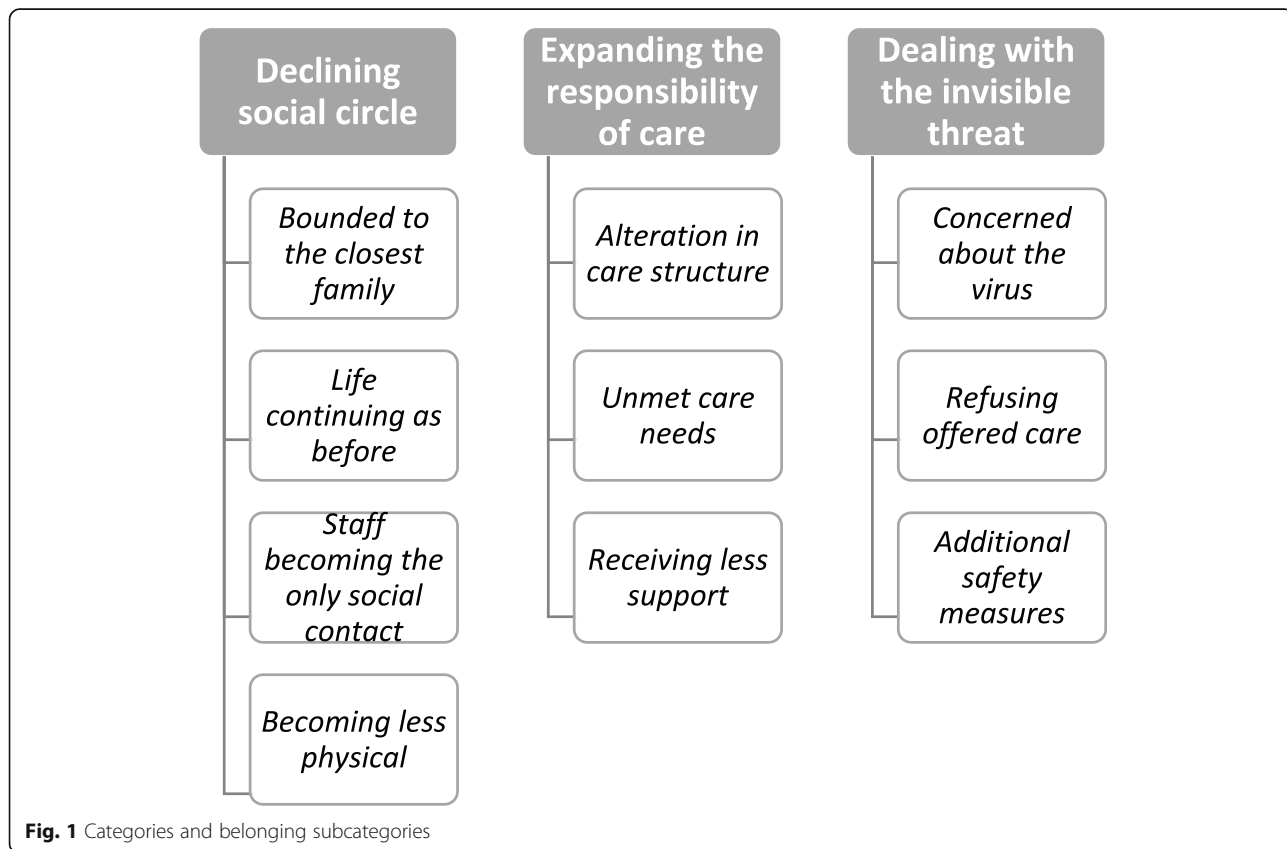 Declining
social circle
Bounded to
the closest
family
Life
continuing as
before
Staff
becoming the
only social
contact
Becoming less
physical
Expanding the
responsibility
of care
Alteration in
care structure
Unmet care
needs
Receiving less
support
Dealing with
the invisible
threat
Concerned
about the
virus
Refusing
offered care
Additional
safety
measures
Fig. 1 Categories and belonging subcategories